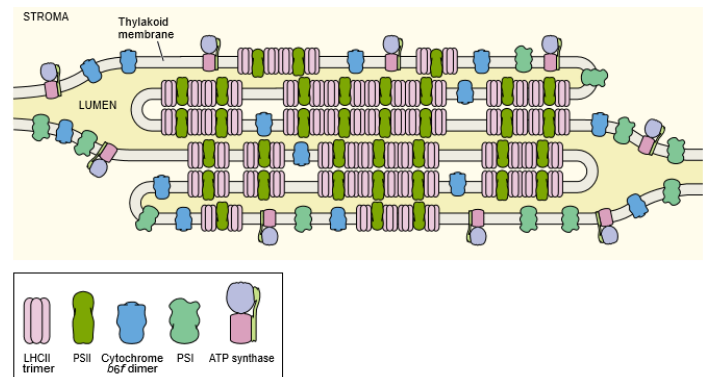 STROMA
Thylakoid
membrane
LUMEN
LHCII
trimer
PSII
Cytochrome
b6f dimer
PSI
ATP synthase